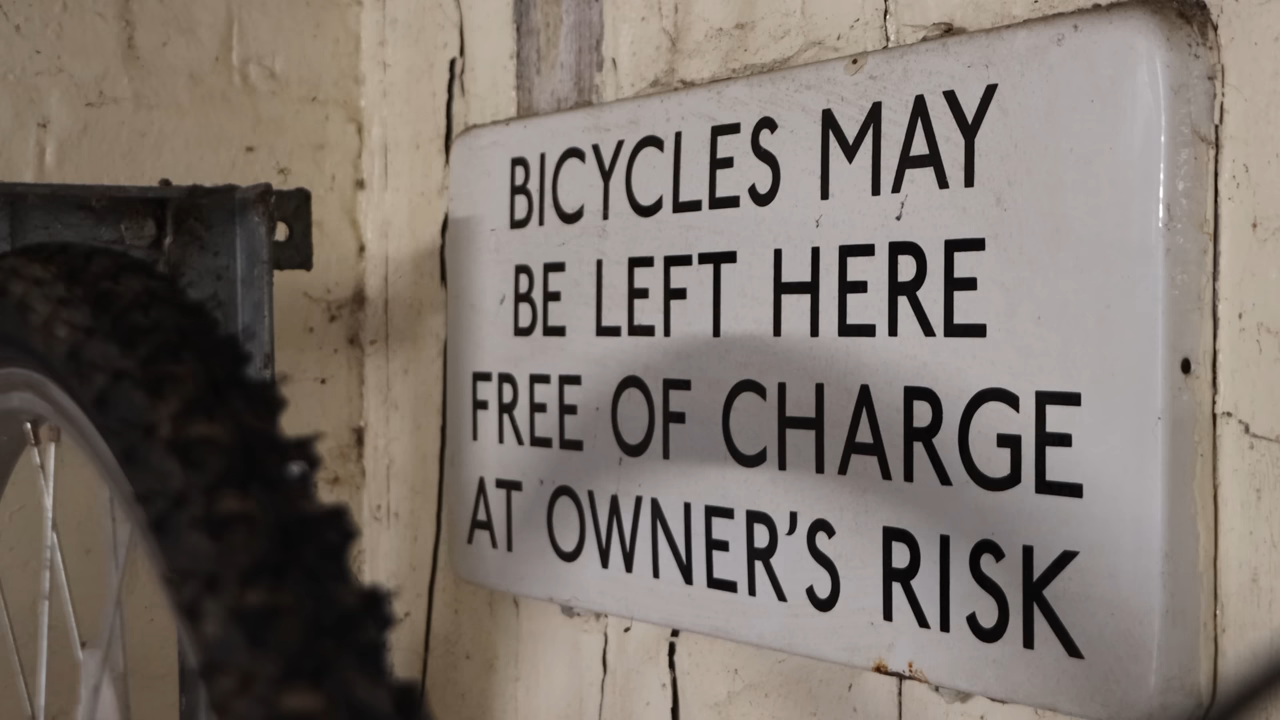 BICYCLES MAY
BE LEFT HERE
FREE OF CHARGE
AT OWNER'S RISK